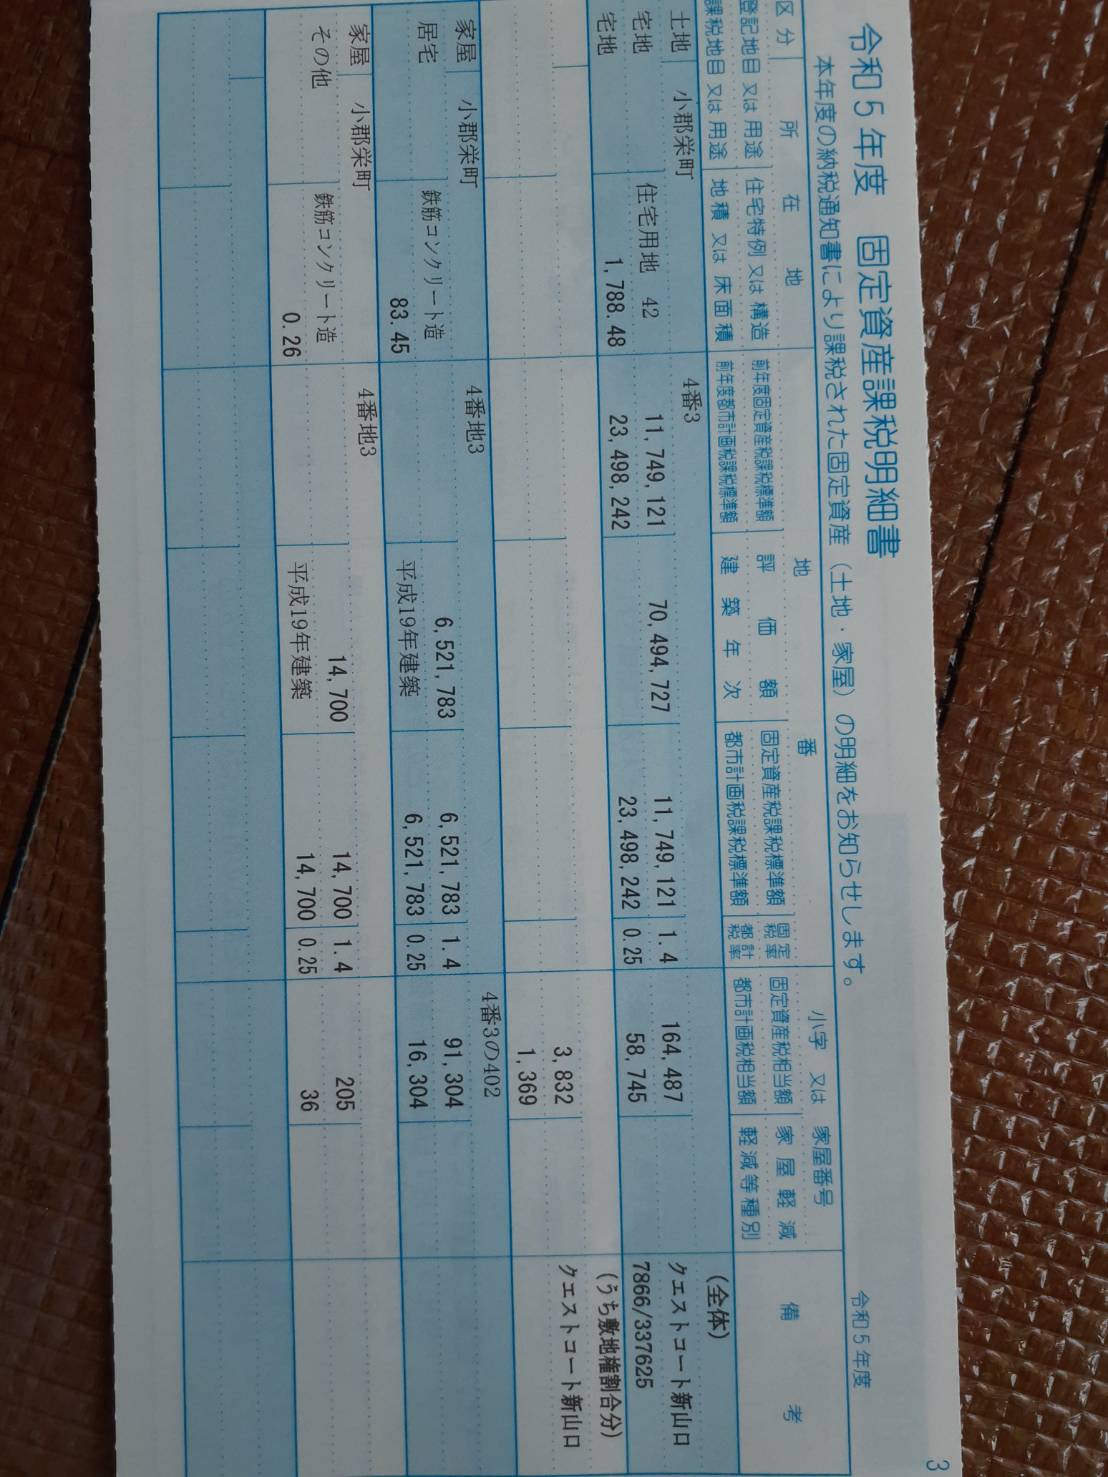 令和5年度 固定資産課税明細書
令和5年度
3
本年度の納税通知書により課税された固定資産（土地・家屋）の明細をお知らせします。
区分 所在地 地番 小字 又は 家屋番号 備考
登記地目 又は 用途 住宅特例 又は 構造 前年度固定資産税課税標準額 評価額 固定資産税課税標準額 固定税率 固定資産税相当額 家屋軽減
課税地目 又は 用途 地積 又は 床面積 前年度都市計画税課税標準額 建築年次 都市計画税課税標準額 都計税率 都市計画税相当額 軽減等種別
土地 小郡栄町 4番3 (全体)
宅地 住宅用地 42 11,749,121 70,494,727 11,749,121 1.4 164,487 クエストコート新山口
宅地 1,788.48 23,498,242 23,498,242 0.25 58,745 7866/337625
(うち敷地権割合分)
3,832 クエストコート新山口
1,369
家屋 小郡栄町 4番地3 4番3の402
居宅 鉄筋コンクリート造 6,521,783 6,521,783 1.4 91,304
83.45 平成19年建築 6,521,783 0.25 16,304
家屋 小郡栄町 4番地3
その他 鉄筋コンクリート造 14,700 14,700 1.4 205
0.26 平成19年建築 14,700 0.25 36